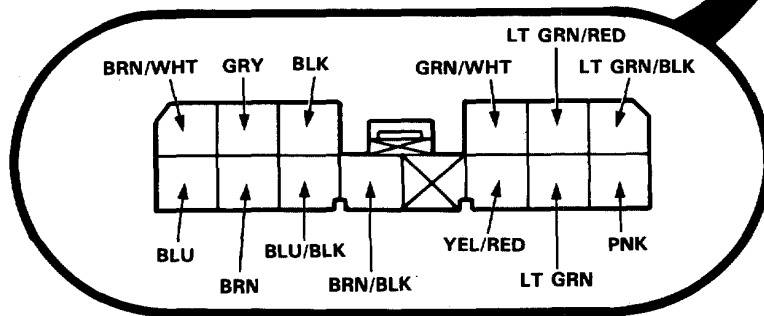 LT GRN/RED
BRN/WHT GRY BLK GRN/WHT LT GRN/BLK
BLU BRN BLU/BLK BRN/BLK YEL/RED LT GRN PNK